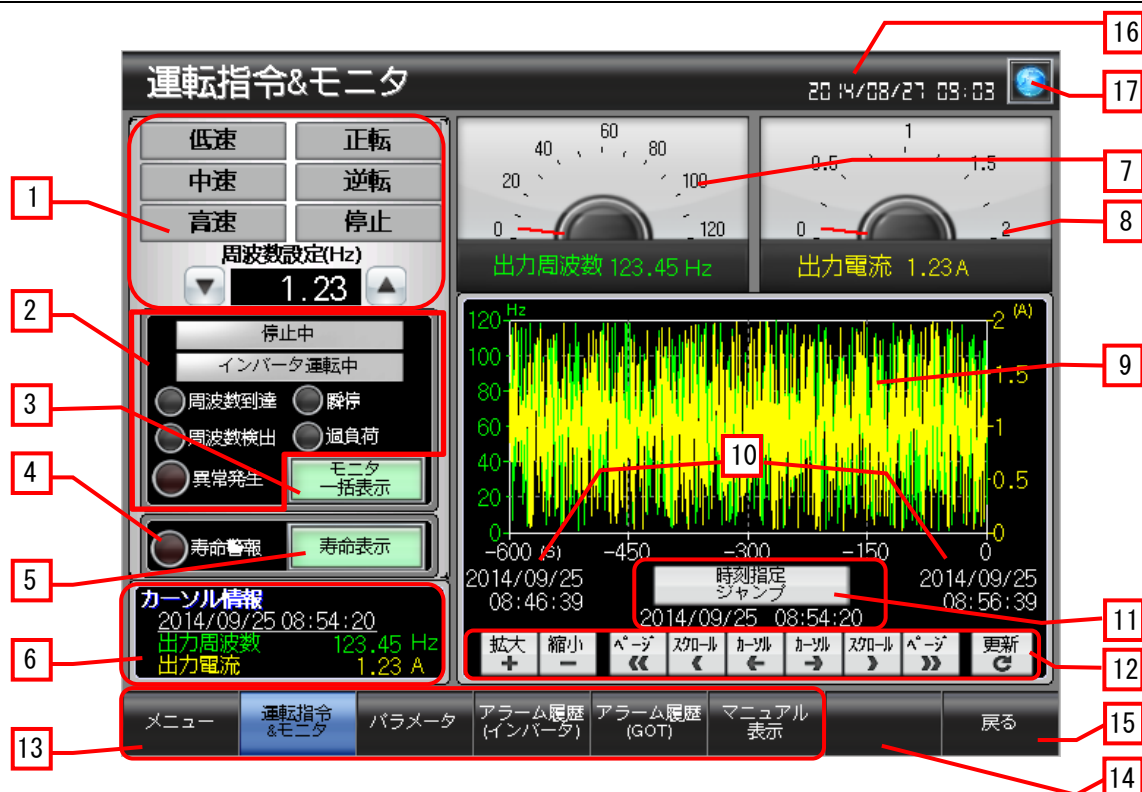 16
運転指令&モニタ
2014/08/27 09:03
17
低速
正転
中速
逆転
高速
停止
周波数設定(Hz)
▼ 1.23 ▲
1
0 20 40 60 80 100 120
出力周波数 123.45 Hz
0 0.5 1 1.5 2
出力電流 1.23 A
7
8
2
停止中
インバータ運転中
周波数到達
瞬停
周波数検出
過負荷
異常発生
モニタ
一括表示
3
4
寿命警報
寿命表示
5
カーソル情報
2014/09/25 08:54:20
出力周波数 123.45 Hz
出力電流 1.23 A
6
Hz
(A)
120
100
80
60
40
20
0
2
1.5
1
0.5
0
9
10
-600 (S) -450 -300 -150 0
2014/09/25
08:46:39
時刻指定
ジャンプ
2014/09/25 08:54:20
2014/09/25
08:56:39
11
拡大 +
縮小 −
ページ ≪
スクロール ‹
カーソル ←
カーソル →
スクロール ›
ページ ≫
更新
12
メニュー
運転指令
&モニタ
パラメータ
アラーム履歴
(インバータ)
アラーム履歴
(GOT)
マニュアル
表示
戻る
13
15
14